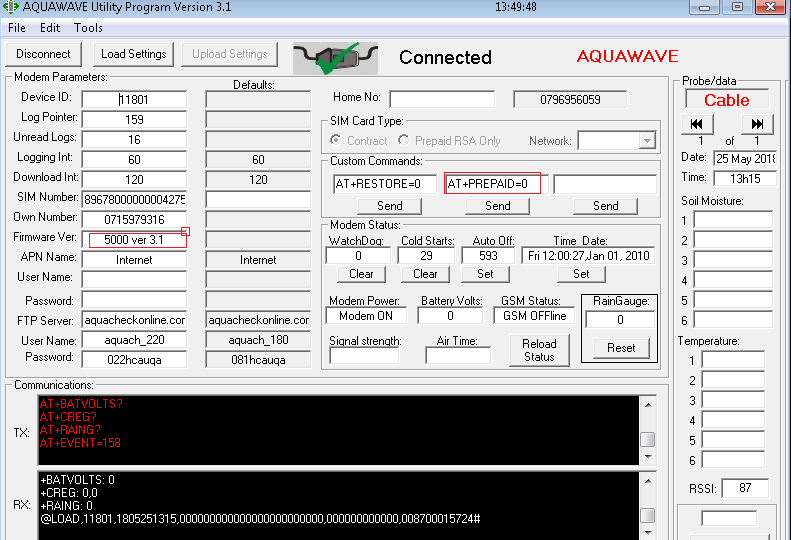 AQUAWAVE Utility Program Version 3.1 13:49:48
File Edit Tools
Disconnect Load Settings Upload Settings Connected AQUAWAVE
Modem Parameters:
Defaults:
Device ID: 11801
Log Pointer: 159
Unread Logs: 16
Logging Int: 60 60
Download Int: 120 120
SIM Number: 89678000000004275
Own Number: 0715979316
Firmware Ver: 5000 ver 3.1
APN Name: Internet Internet
User Name:
Password:
FTP Server: aquacheckonline.cor aquacheckonline.cor
User Name: aquach_220 aquach_180
Password: 022hcauqa 081hcauqa
Home No: 0796956059
SIM Card Type:
Contract Prepaid RSA Only Network:
Custom Commands:
AT+RESTORE=0 AT+PREPAID=0
Send Send Send
Modem Status:
WatchDog: Cold Starts: Auto Off: Time Date:
0 29 593 Fri 12:00:27,Jan 01, 2010
Clear Clear Set Set
Modem Power: Battery Volts: GSM Status: RainGauge:
Modem ON 0 GSM OFFline 0
Signal strength: Air Time: Reload Status Reset
Probe/data
Cable
1 of 1
Date: 25 May 2018
Time: 13h15
Soil Moisture:
1
2
3
4
5
6
Temperature:
1
2
3
4
5
6
RSSI: 87
Communications:
TX:
AT+BATVOLTS?
AT+CREG?
AT+RAING?
AT+EVENT=158
RX:
+BATVOLTS: 0
+CREG: 0,0
+RAING: 0
@LOAD,11801,1805251315,000000000000000000000000,000000000000,008700015724#